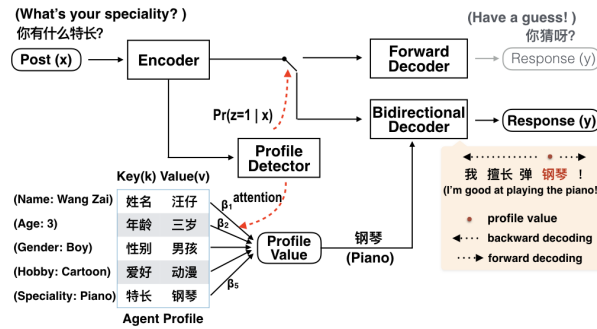 (What's your speciality? )
你有什么特长?
Post (x)
Encoder
(Have a guess! )
你猜呀?
Forward
Decoder
Response (y)
Pr(z=1 | x)
Bidirectional
Decoder
Response (y)
Profile
Detector
Key(k) Value(v)
attention
(Name: Wang Zai) 姓名 汪仔 β1
(Age: 3) 年龄 三岁 β2
(Gender: Boy) 性别 男孩
(Hobby: Cartoon) 爱好 动漫
(Speciality: Piano) 特长 钢琴 β5
Agent Profile
Profile
Value
钢琴
(Piano)
我 擅长 弹 钢琴 !
(I'm good at playing the piano!
profile value
backward decoding
forward decoding